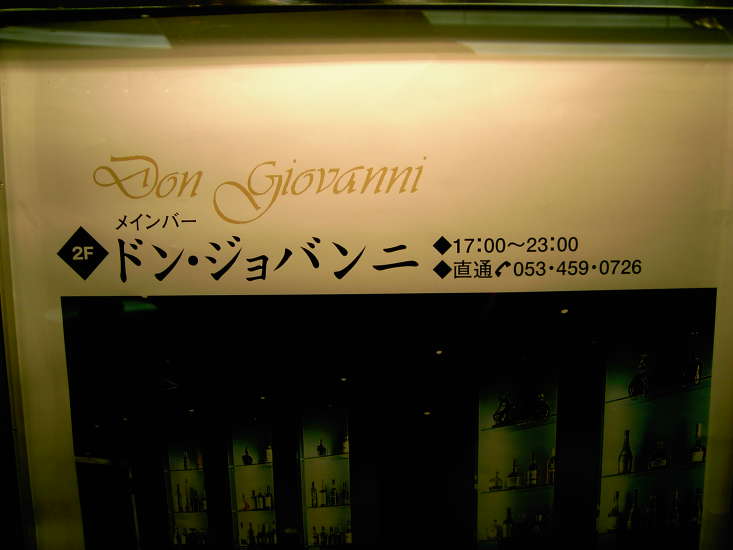 Don Giovanni
メインバー
2F
ドン・ジョバンニ
◆17:00〜23:00
◆直通 053・459・0726